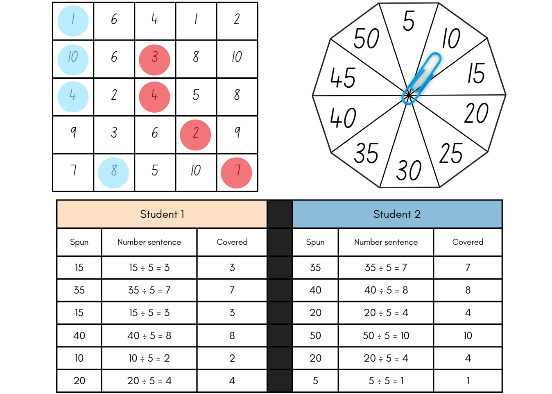 1 6 4 1 2
10 6 3 8 10
4 2 4 5 8
9 3 6 2 9
7 8 5 10 7
5
10
15
20
25
30
35
40
45
50
Student 1 Student 2
Spun Number sentence Covered Spun Number sentence Covered
15 15 ÷ 5 = 3 3 35 35 ÷ 5 = 7 7
35 35 ÷ 5 = 7 7 40 40 ÷ 5 = 8 8
15 15 ÷ 5 = 3 3 20 20 ÷ 5 = 4 4
40 40 ÷ 5 = 8 8 50 50 ÷ 5 = 10 10
10 10 ÷ 5 = 2 2 20 20 ÷ 5 = 4 4
20 20 ÷ 5 = 4 4 5 5 ÷ 5 = 1 1